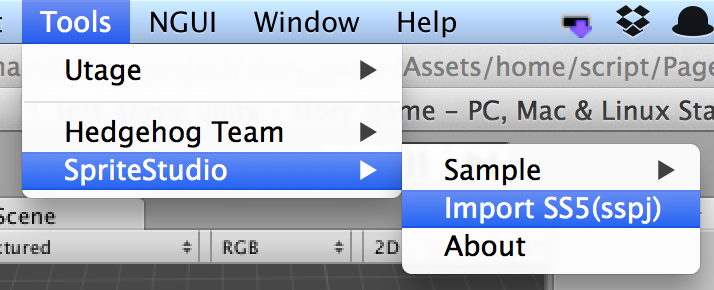 Tools NGUI Window Help
Utage
/Assets/home/script/Page
game – PC, Mac & Linux Sta
Hedgehog Team
SpriteStudio
Sample
Import SS5(sspj)
About
Scene
ctured RGB 2D